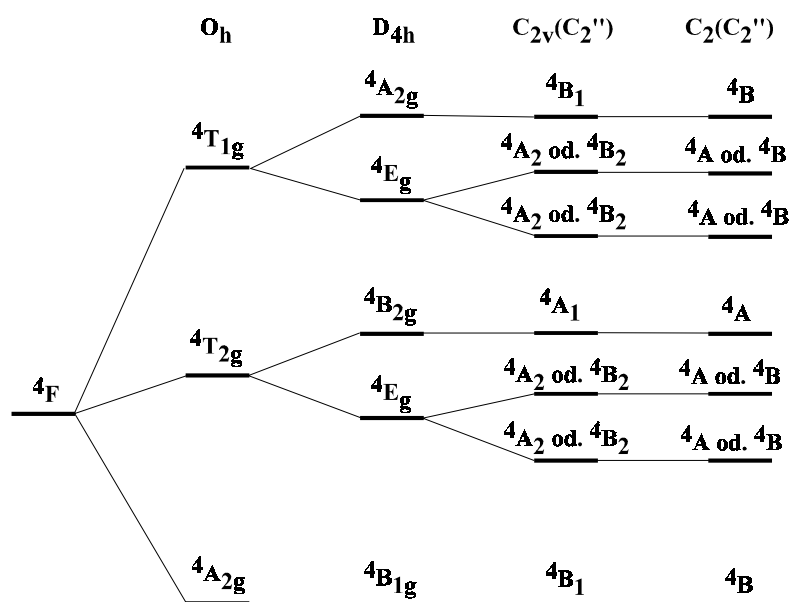 Oh D4h C2v(C2'') C2(C2'')
4A2g 4B1 4B
4T1g 4A2 od. 4B2 4A od. 4B
4Eg
4A2 od. 4B2 4A od. 4B
4B2g 4A1 4A
4T2g
4F 4Eg 4A2 od. 4B2 4A od. 4B
4A2 od. 4B2 4A od. 4B
4A2g 4B1g 4B1 4B